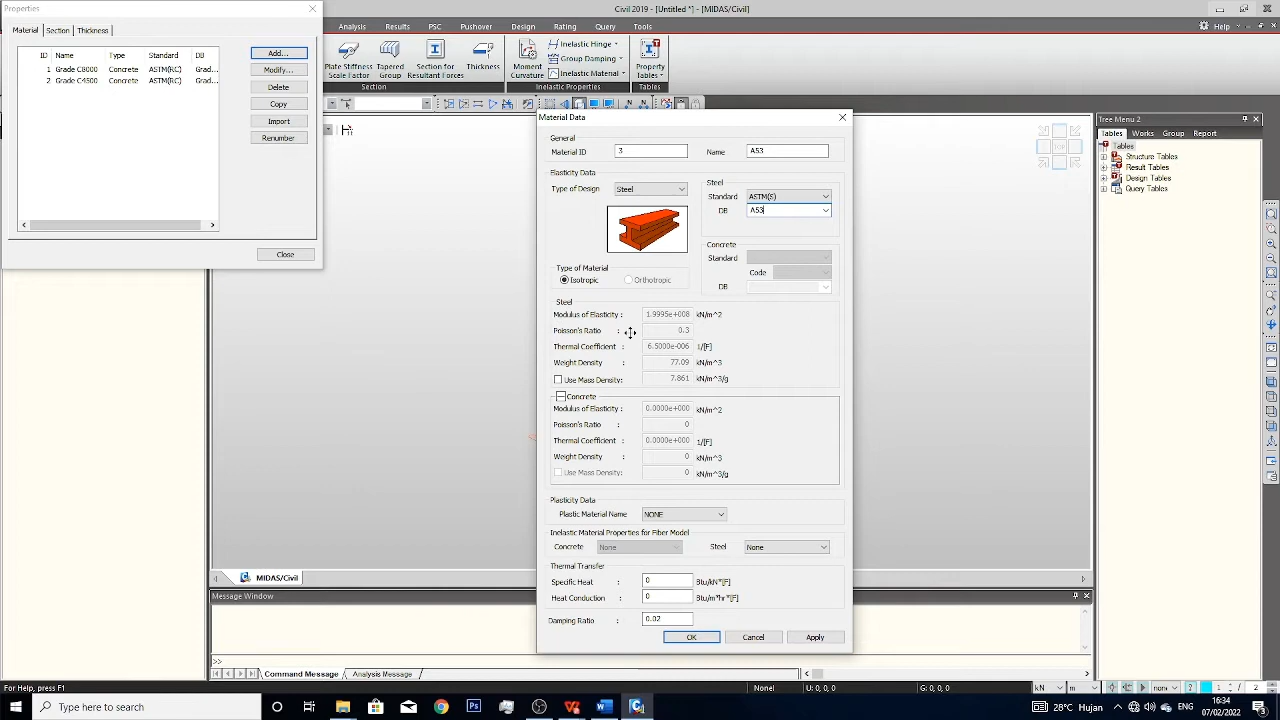 Properties
Civil 2019 - [Untitled *] - [MIDAS/Civil]
Analysis Results PSC Pushover Design Rating Query Tools
Help
Material Section Thickness
ID Name Type Standard DB
1 Grade C8000 Concrete ASTM(RC) Grad...
2 Grade C4500 Concrete ASTM(RC) Grad...
Add...
Modify...
Delete
Copy
Import
Renumber
Close
Plate Stiffness Scale Factor
Tapered Group
Section for Resultant Forces
Thickness
Section
Moment Curvature
Inelastic Hinge
Group Damping
Inelastic Material
Inelastic Properties
Property Tables
Tables
Material Data
General
Material ID 3 Name A53
Elasticity Data
Type of Design Steel
Steel
Standard ASTM(S)
DB A53
Concrete
Standard
Code
DB
Type of Material
Isotropic Orthotropic
Steel
Modulus of Elasticity : 1.9995e+008 kN/m^2
Poisson's Ratio : 0.3
Thermal Coefficient : 6.5000e-006 1/[F]
Weight Density : 77.09 kN/m^3
Use Mass Density: 7.861 kN/m^3/g
Concrete
Modulus of Elasticity : 0.0000e+000 kN/m^2
Poisson's Ratio : 0
Thermal Coefficient : 0.0000e+000 1/[F]
Weight Density : 0 kN/m^3
Use Mass Density: 0 kN/m^3/g
Plasticity Data
Plastic Material Name NONE
Inelastic Material Properties for Fiber Model
Concrete None Steel None
Thermal Transfer
Specific Heat : 0 Btu/kN*[F]
Heat Conduction : 0 Btu/m*hr*[F]
Damping Ratio : 0.02
OK Cancel Apply
TOP
Tree Menu 2
Tables Works Group Report
Tables
Structure Tables
Result Tables
Design Tables
Query Tables
MIDAS/Civil
Message Window
>>
Command Message Analysis Message
For Help, press F1
None U: 0, 0, 0 G: 0, 0, 0 kN m non 1 / 2
Type here to search
28°C Hujan ENG
16:34
07/02/2022